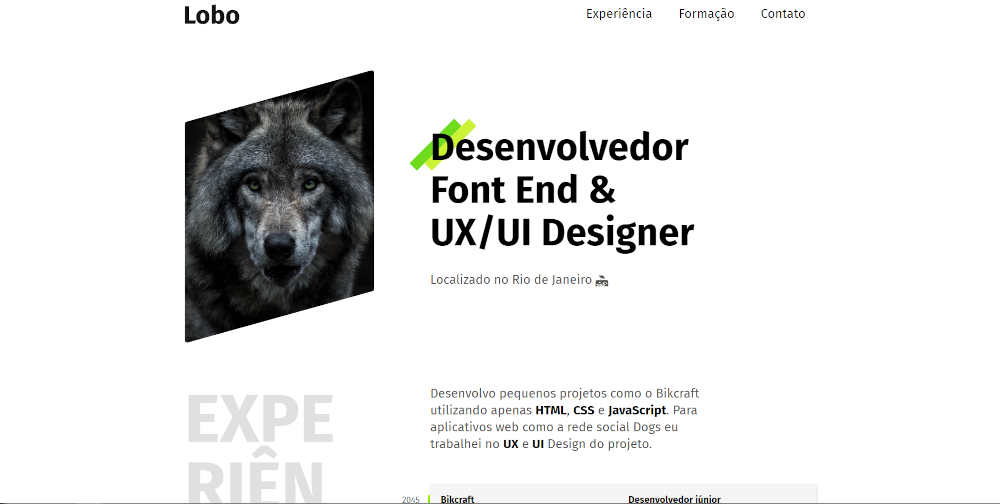 Lobo
Experiência Formação Contato
Desenvolvedor
Font End &
UX/UI Designer
Localizado no Rio de Janeiro
Desenvolvo pequenos projetos como o Bikcraft
utilizando apenas HTML, CSS e JavaScript. Para
aplicativos web como a rede social Dogs eu
trabalhei no UX e UI Design do projeto.
EXPE
RIÊN
2045 Bikcraft Desenvolvedor júnior